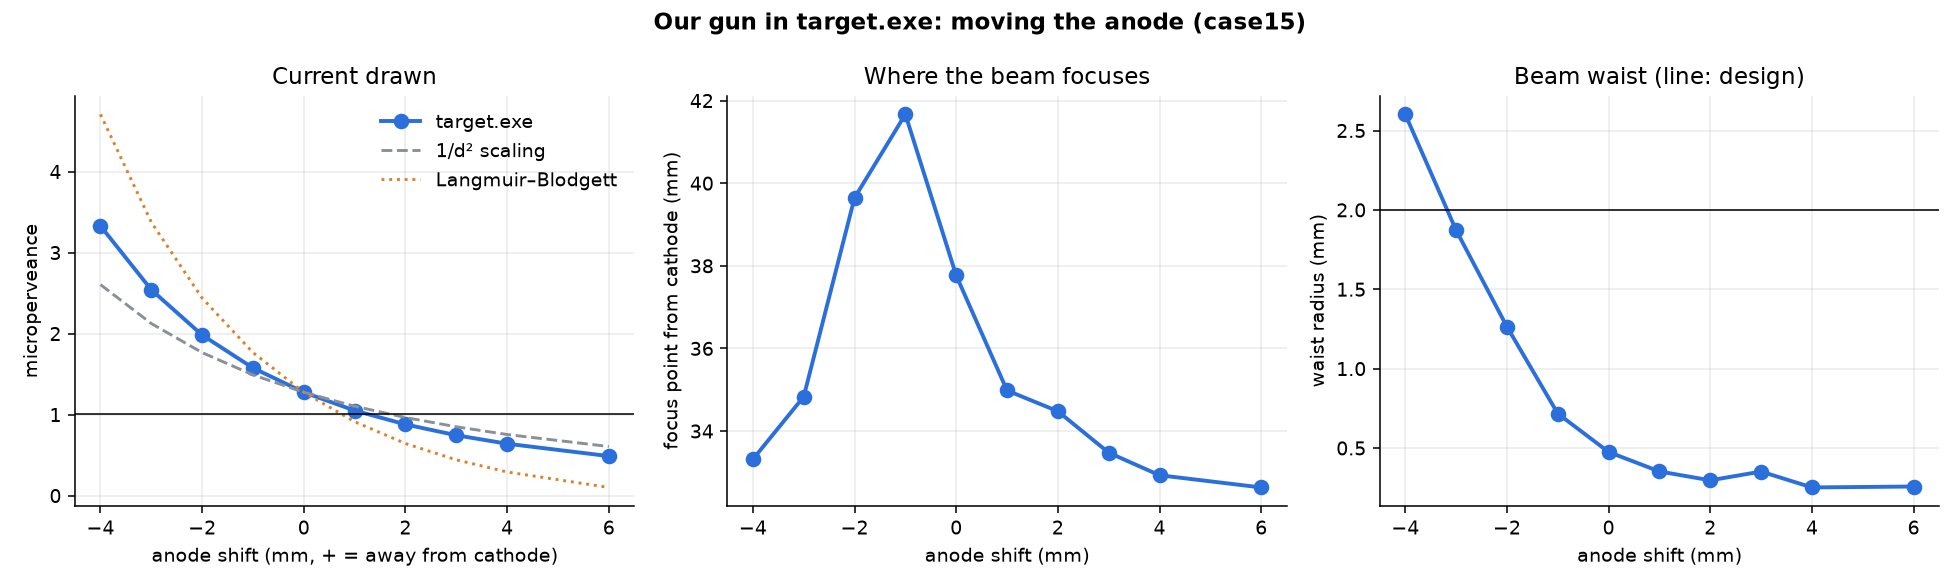 Our gun in target.exe: moving the anode (case15)
Current drawn
microperveance
4
3
2
1
0
−4
−2
0
2
4
6
anode shift (mm, + = away from cathode)
target.exe
1/d² scaling
Langmuir–Blodgett
Where the beam focuses
focus point from cathode (mm)
42
40
38
36
34
−4
−2
0
2
4
6
anode shift (mm)
Beam waist (line: design)
waist radius (mm)
2.5
2.0
1.5
1.0
0.5
−4
−2
0
2
4
6
anode shift (mm)